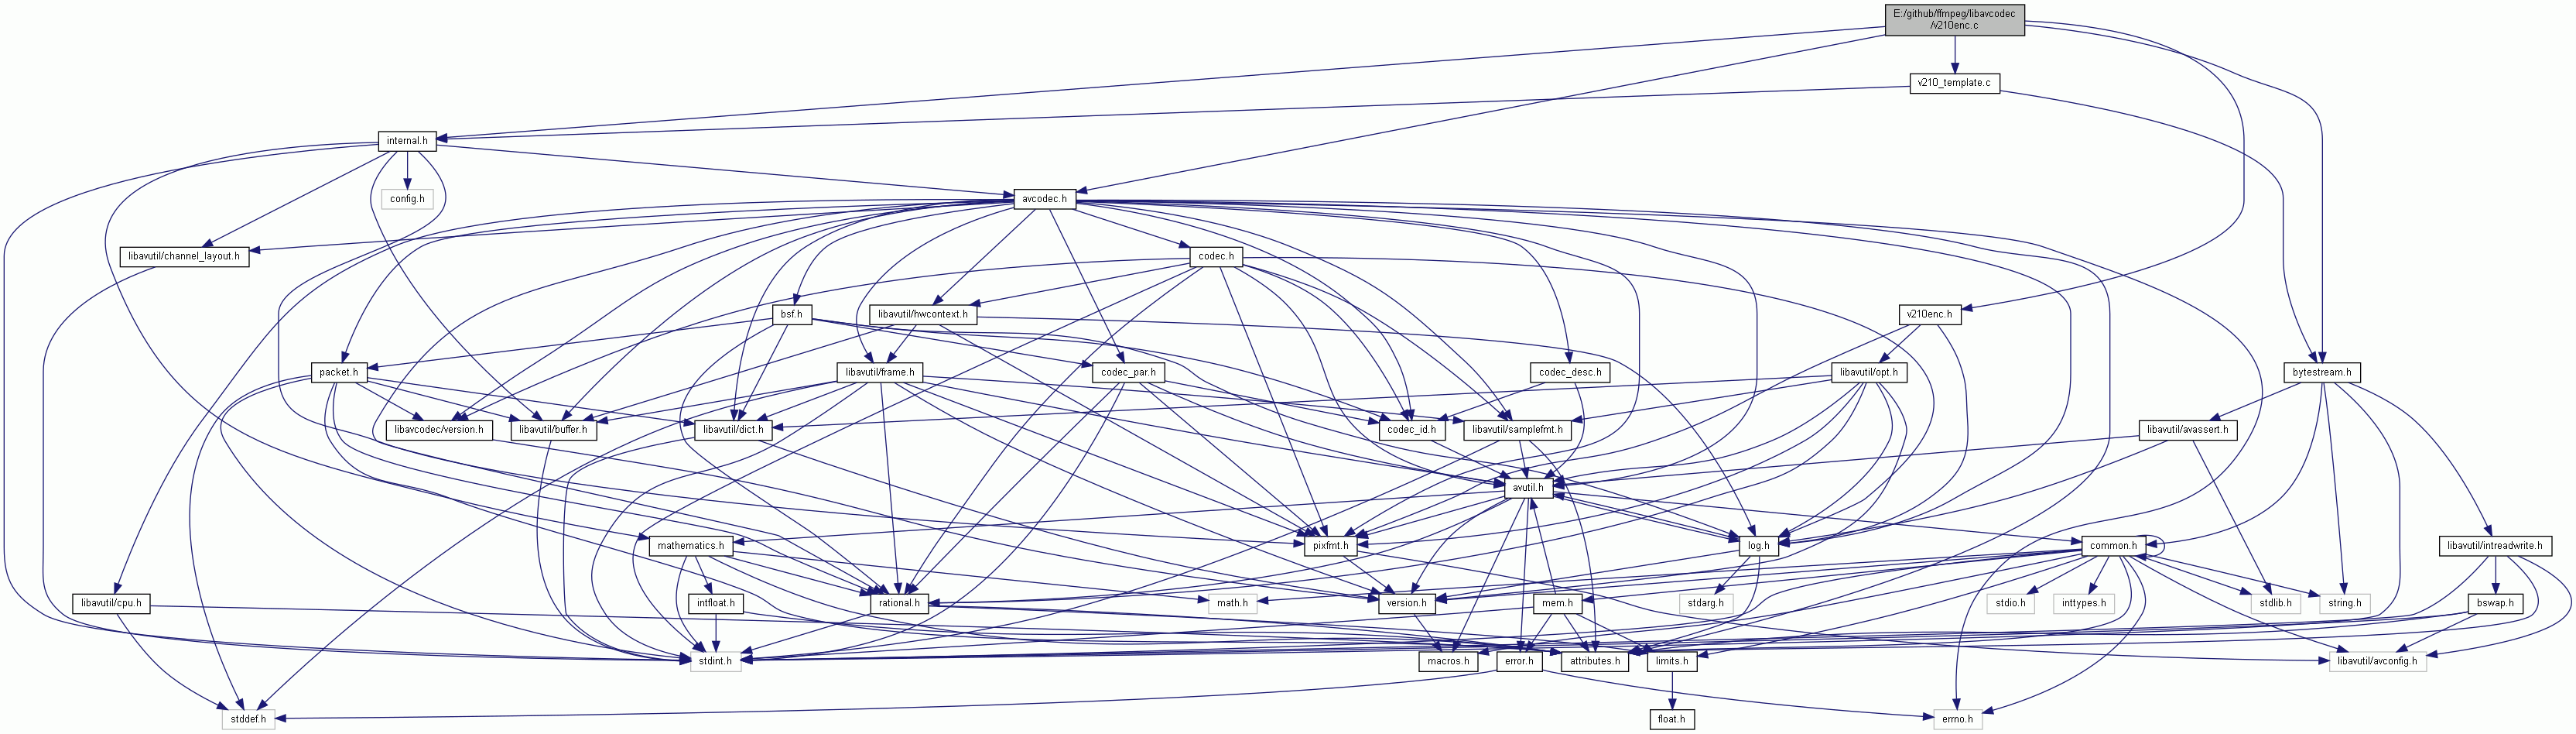 E:/github/ffmpeg/libavcodec
/v210enc.c
v210_template.c
internal.h
config.h
avcodec.h
libavutil/channel_layout.h
codec.h
bsf.h
libavutil/hwcontext.h
v210enc.h
packet.h
libavutil/frame.h
codec_par.h
codec_desc.h
libavutil/opt.h
bytestream.h
libavcodec/version.h
libavutil/buffer.h
libavutil/dict.h
codec_id.h
libavutil/samplefmt.h
libavutil/avassert.h
avutil.h
mathematics.h
pixfmt.h
log.h
common.h
libavutil/intreadwrite.h
libavutil/cpu.h
intfloat.h
rational.h
math.h
version.h
mem.h
stdarg.h
stdio.h
inttypes.h
stdlib.h
string.h
bswap.h
stdint.h
macros.h
error.h
attributes.h
limits.h
libavutil/avconfig.h
stddef.h
float.h
errno.h